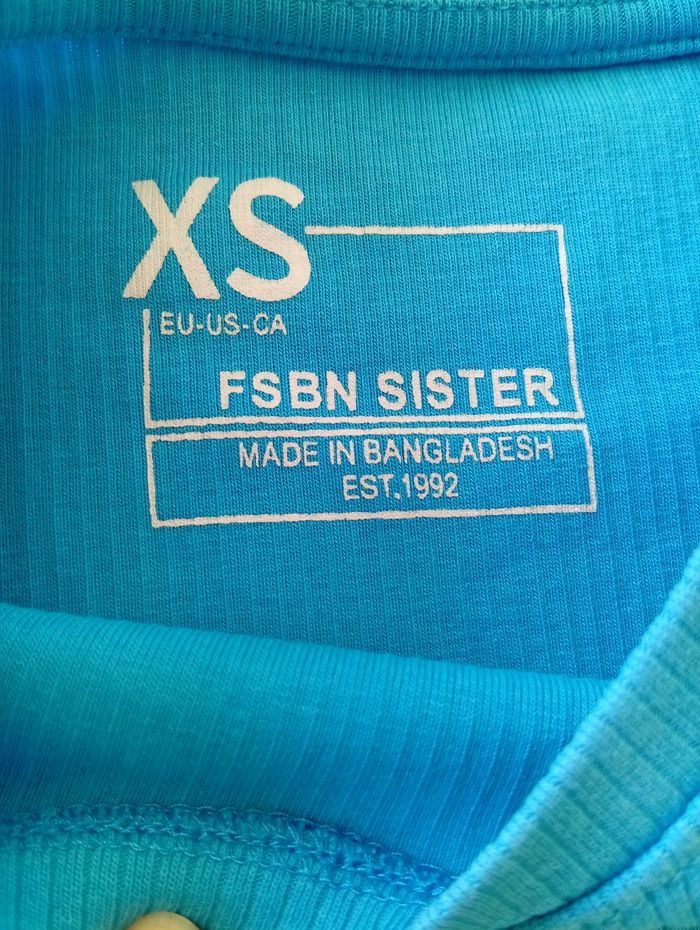 XS
EU-US-CA
FSBN SISTER
MADE IN BANGLADESH
EST.1992